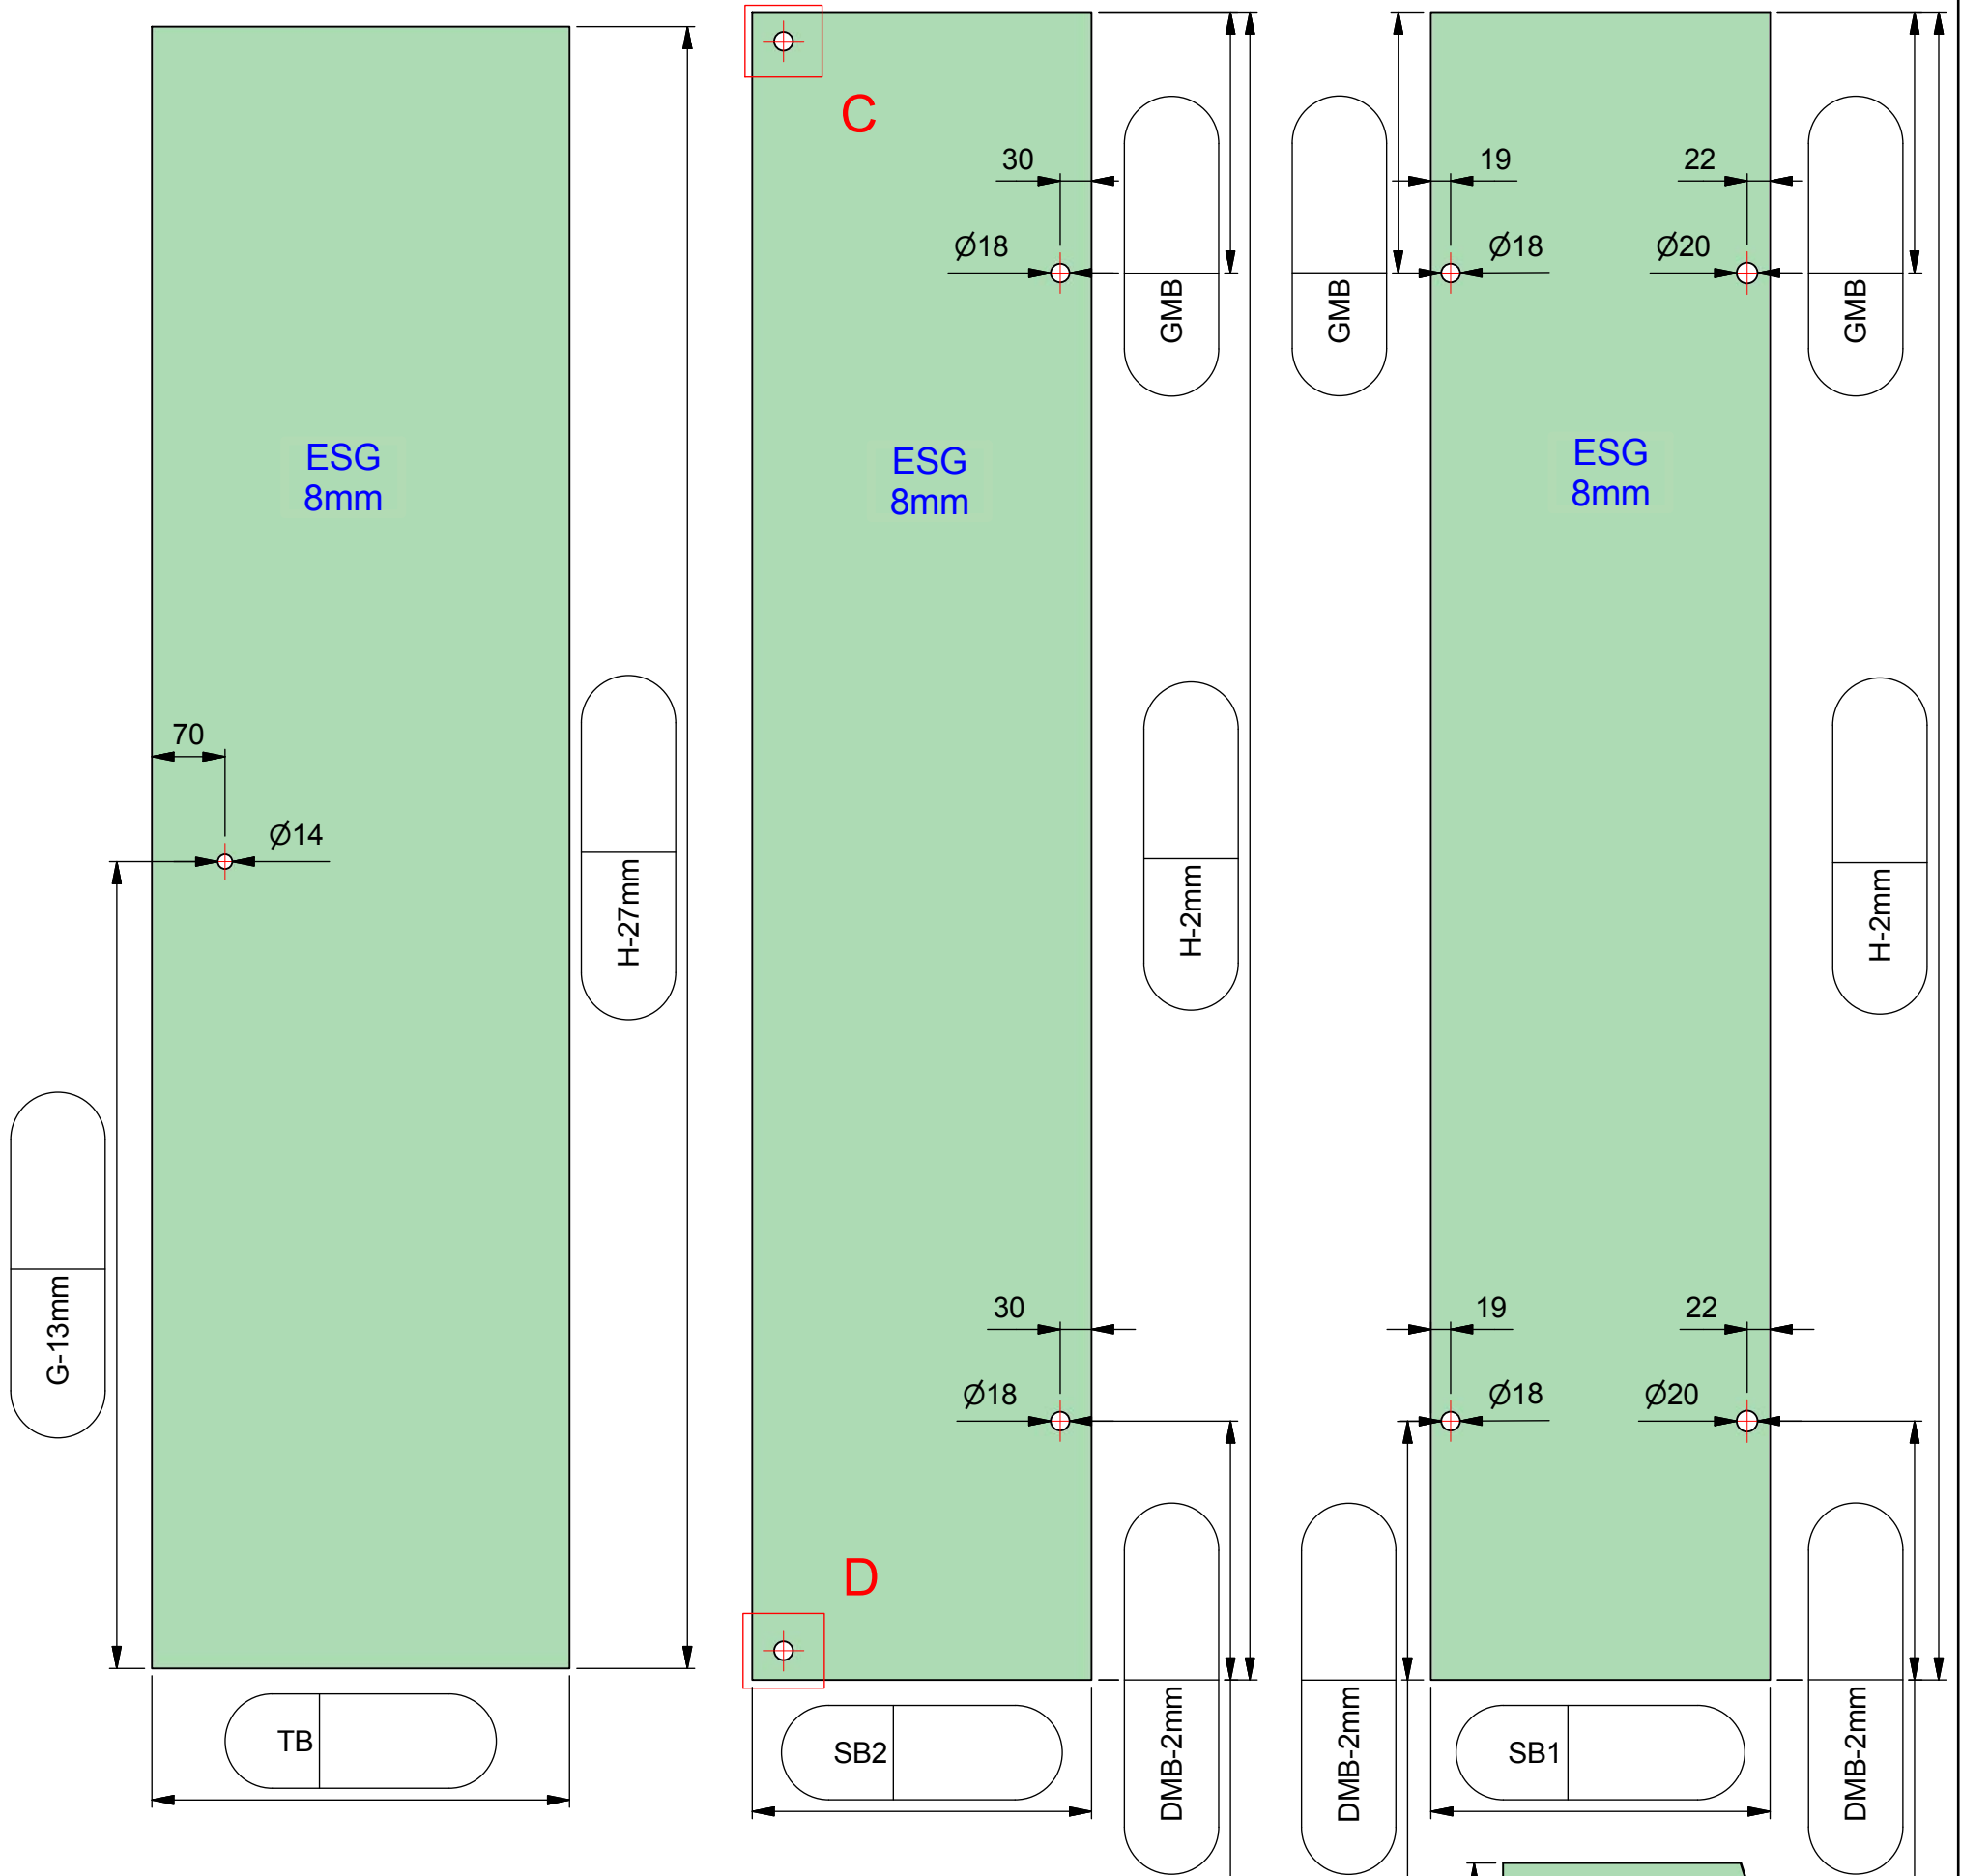 C
30
19
22
Ø18
Ø18
Ø20
GMB
GMB
GMB
ESG
8mm
ESG
8mm
ESG
8mm
70
Ø14
H-27mm
H-2mm
H-2mm
G-13mm
30
19
22
Ø18
Ø18
Ø20
D
TB
SB2
SB1
DMB-2mm
DMB-2mm
DMB-2mm